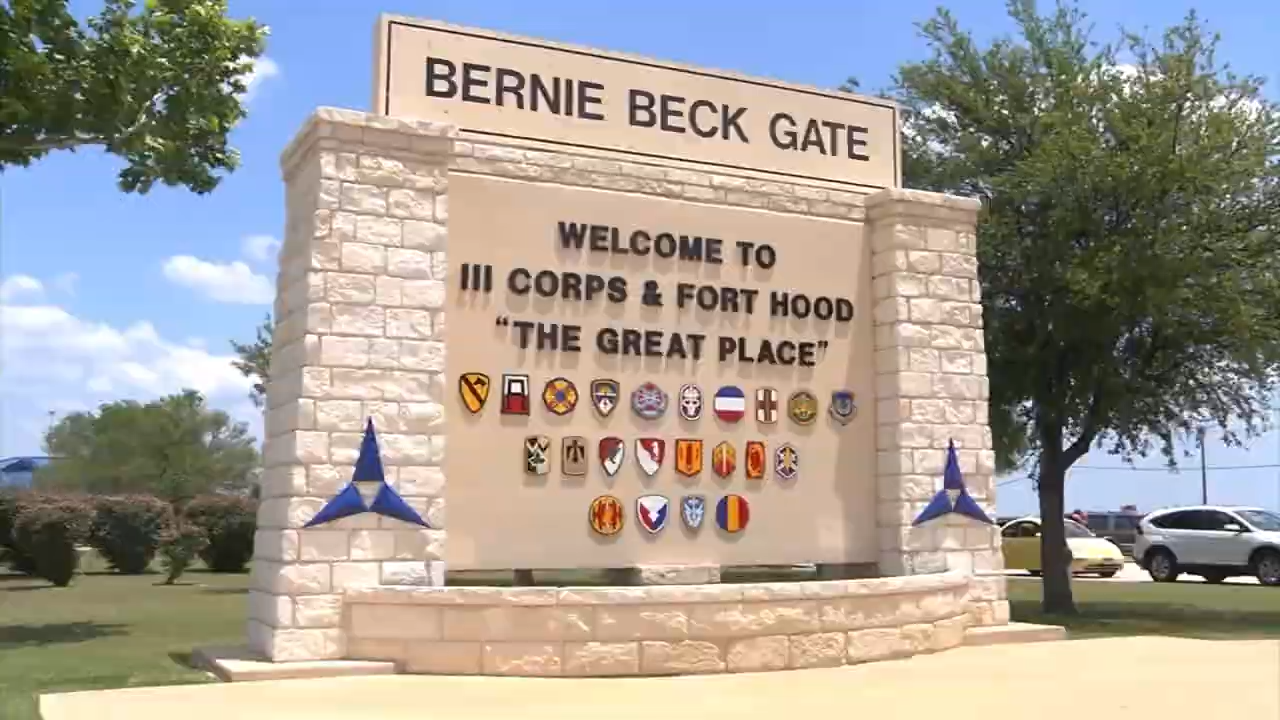 BERNIE BECK GATE
WELCOME TO
III CORPS & FORT HOOD
“THE GREAT PLACE”